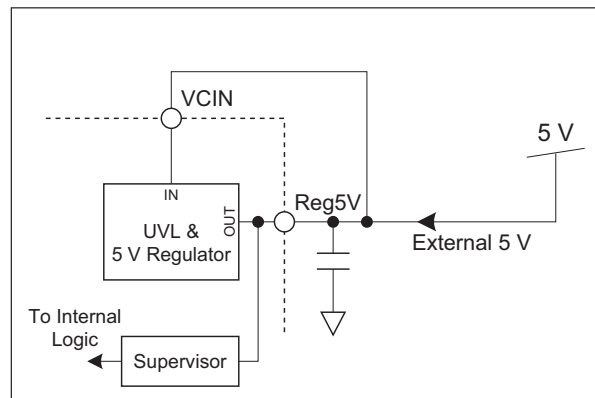 VCIN
5 V
IN
Reg5V
UVL &
5 V Regulator
OUT
External 5 V
To Internal
Logic
Supervisor